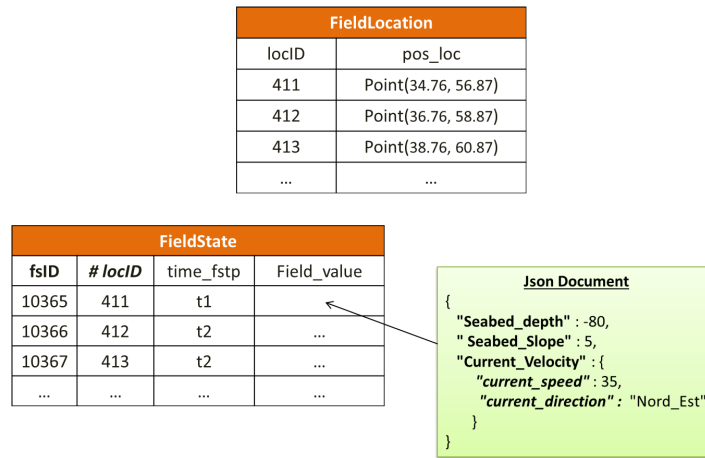 FieldLocation
locID pos_loc
411 Point(34.76, 56.87)
412 Point(36.76, 58.87)
413 Point(38.76, 60.87)
... ...
FieldState
fsID # locID time_fstp Field_value
10365 411 t1
10366 412 t2 ...
10367 413 t2 ...
... ... ... ...
Json Document
{
"Seabed_depth" : -80,
" Seabed_Slope" : 5,
"Current_Velocity" : {
"current_speed" : 35,
"current_direction" : "Nord_Est"
}
}